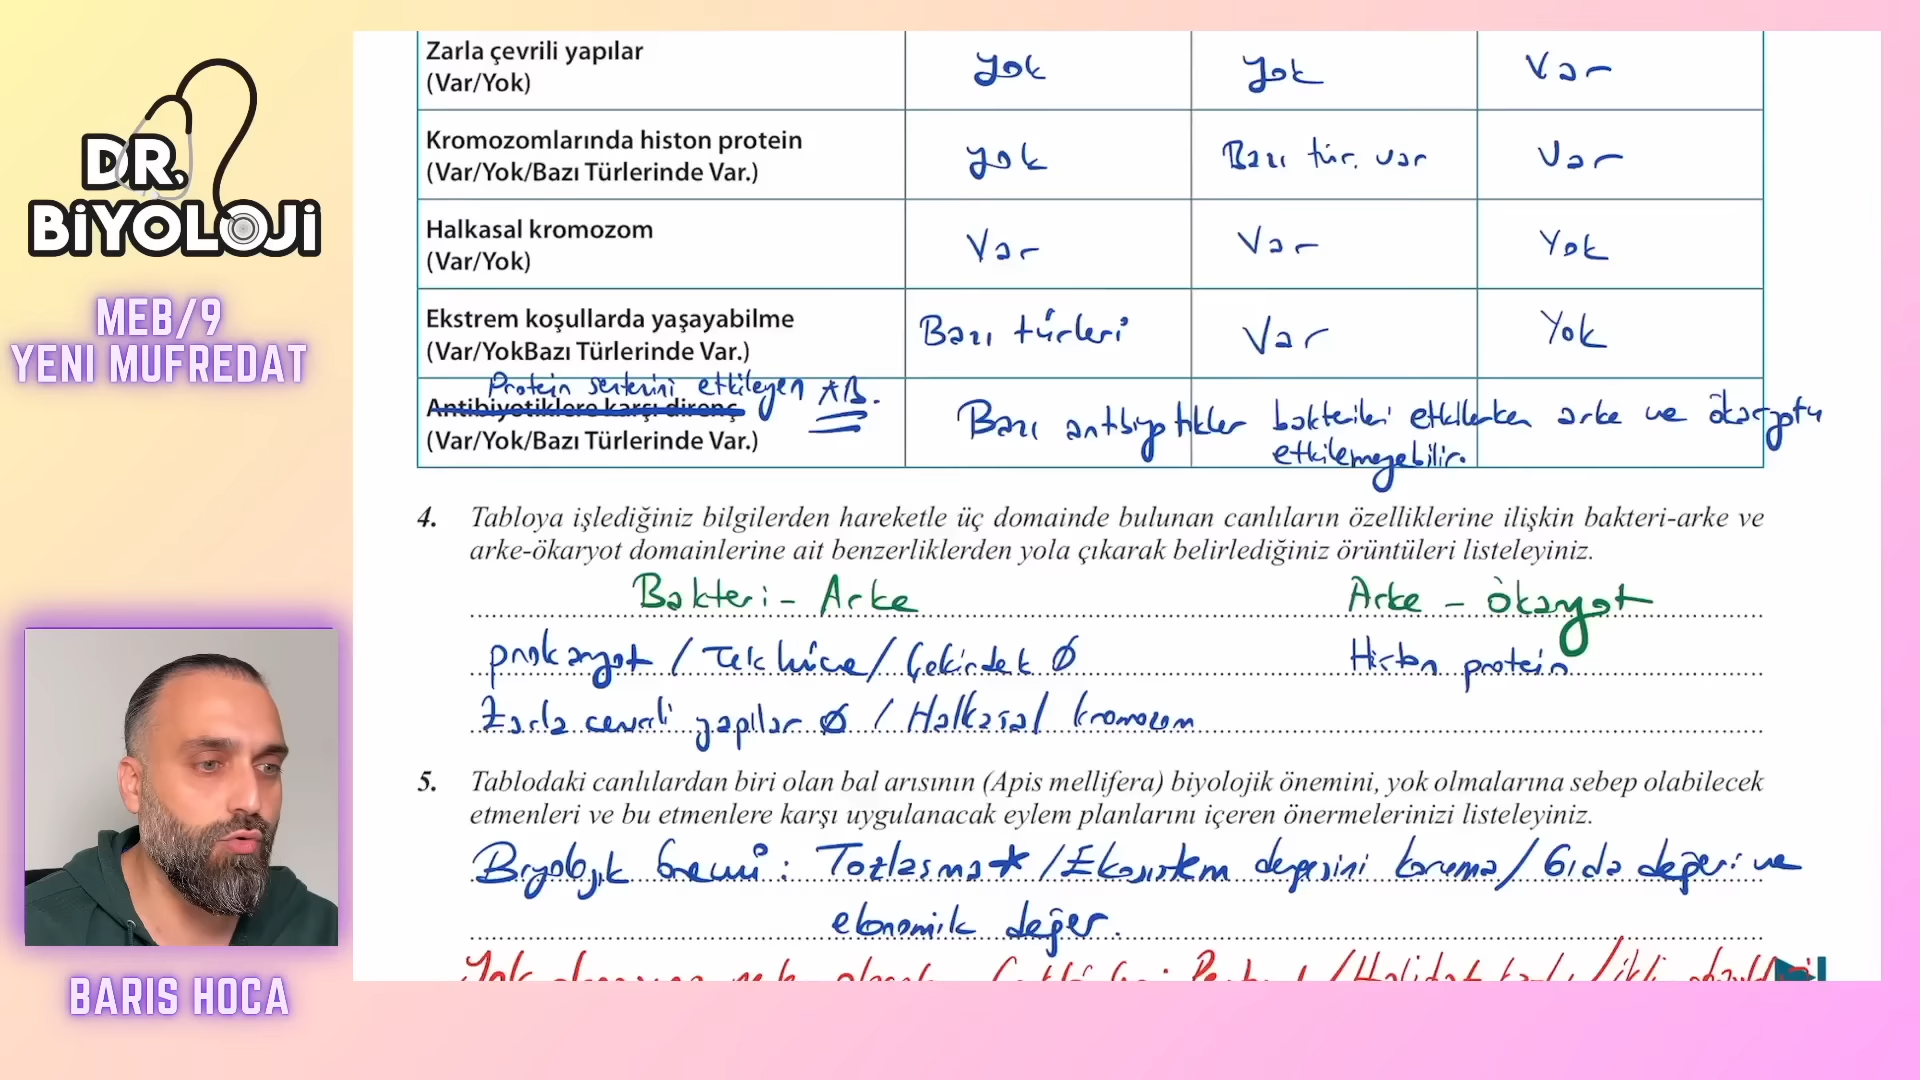 DR.
BiYOLOJi
MEB/9
YENI MUFREDAT
BARIS HOCA
Zarla çevrili yapılar
(Var/Yok)
Yok
Yok
Var
Kromozomlarında histon protein
(Var/Yok/Bazı Türlerinde Var.)
Yok
Bazı tür. var
Var
Halkasal kromozom
(Var/Yok)
Var
Var
Yok
Ekstrem koşullarda yaşayabilme
(Var/YokBazı Türlerinde Var.)
Bazı türleri
Var
Yok
Protein sentezini etkileyen AB.
Antibiyotiklere karşı direnç
(Var/Yok/Bazı Türlerinde Var.)
Bazı antibiyotikler bakterileri etkilerken arke ve ökaryotu
etkilemeyebilir.
4. Tabloya işlediğiniz bilgilerden hareketle üç domainde bulunan canlıların özelliklerine ilişkin bakteri-arke ve
arke-ökaryot domainlerine ait benzerliklerden yola çıkarak belirlediğiniz örüntüleri listeleyiniz.
Bakteri - Arke
Arke - ökaryot
prokaryot / Tek hücre / Çekirdek Ø
Histon protein
Zarla çevrili yapılar Ø / Halkasal kromozom
5. Tablodaki canlılardan biri olan bal arısının (Apis mellifera) biyolojik önemini, yok olmalarına sebep olabilecek
etmenleri ve bu etmenlere karşı uygulanacak eylem planlarını içeren önermelerinizi listeleyiniz.
Biyolojik önemi: Tozlaşma* / Ekosistem dengesini koruma / Gıda değeri ve
ekonomik değer.